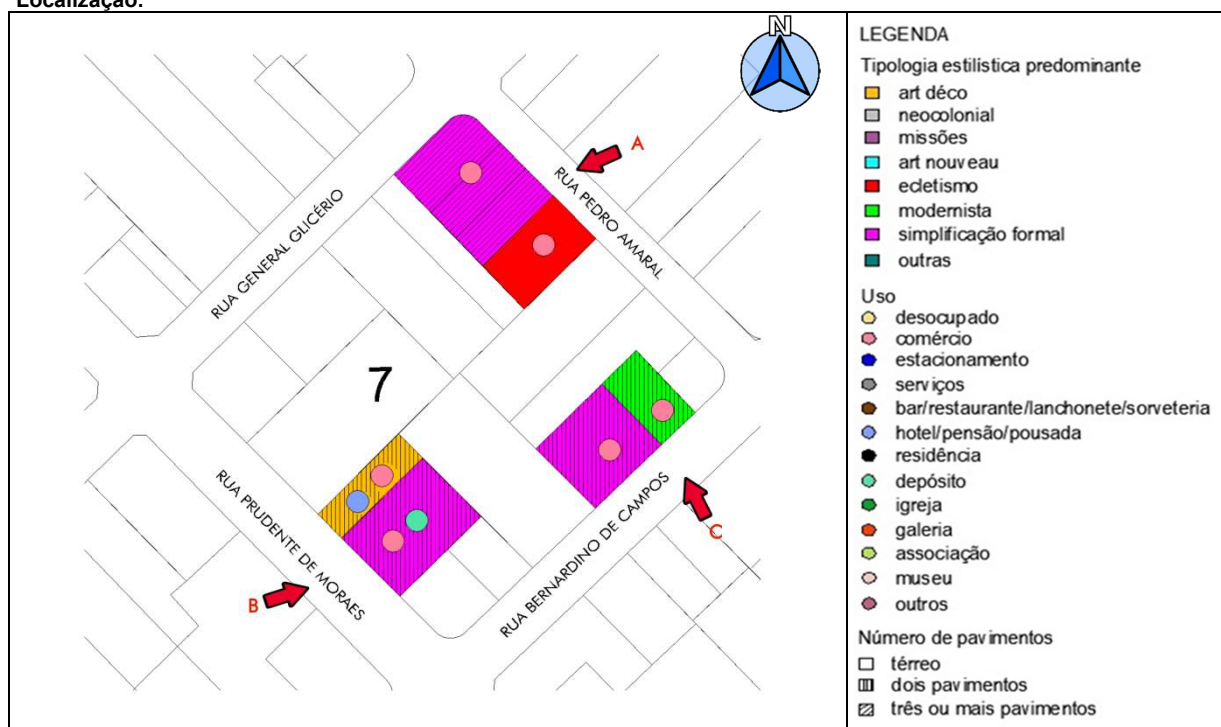 Localização:
N
A
RUA PEDRO AMARAL
RUA GENERAL GLICÉRIO
7
RUA PRUDENTE DE MORAES
B
RUA BERNARDINO DE CAMPOS
C
LEGENDA
Tipologia estilística predominante
art déco
neocolonial
missões
art nouveau
ecletismo
modernista
simplificação formal
outras
Uso
desocupado
comércio
estacionamento
serviços
bar/restaurante/lanchonete/sorveteria
hotel/pensão/pousada
residência
depósito
igreja
galeria
associação
museu
outros
Número de pavimentos
térreo
dois pavimentos
três ou mais pavimentos